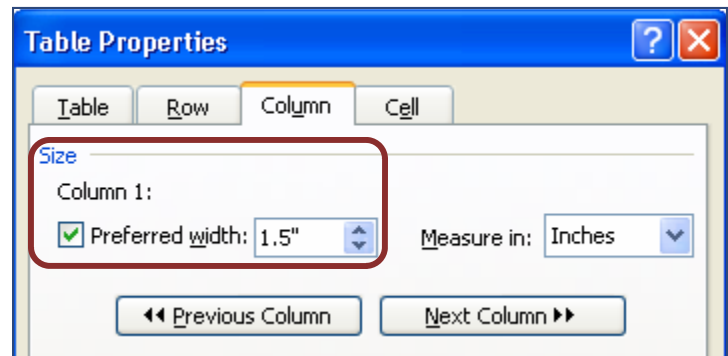 Table Properties
Table Row Column Cell
Size
Column 1:
Preferred width: 1.5" Measure in: Inches
Previous Column Next Column